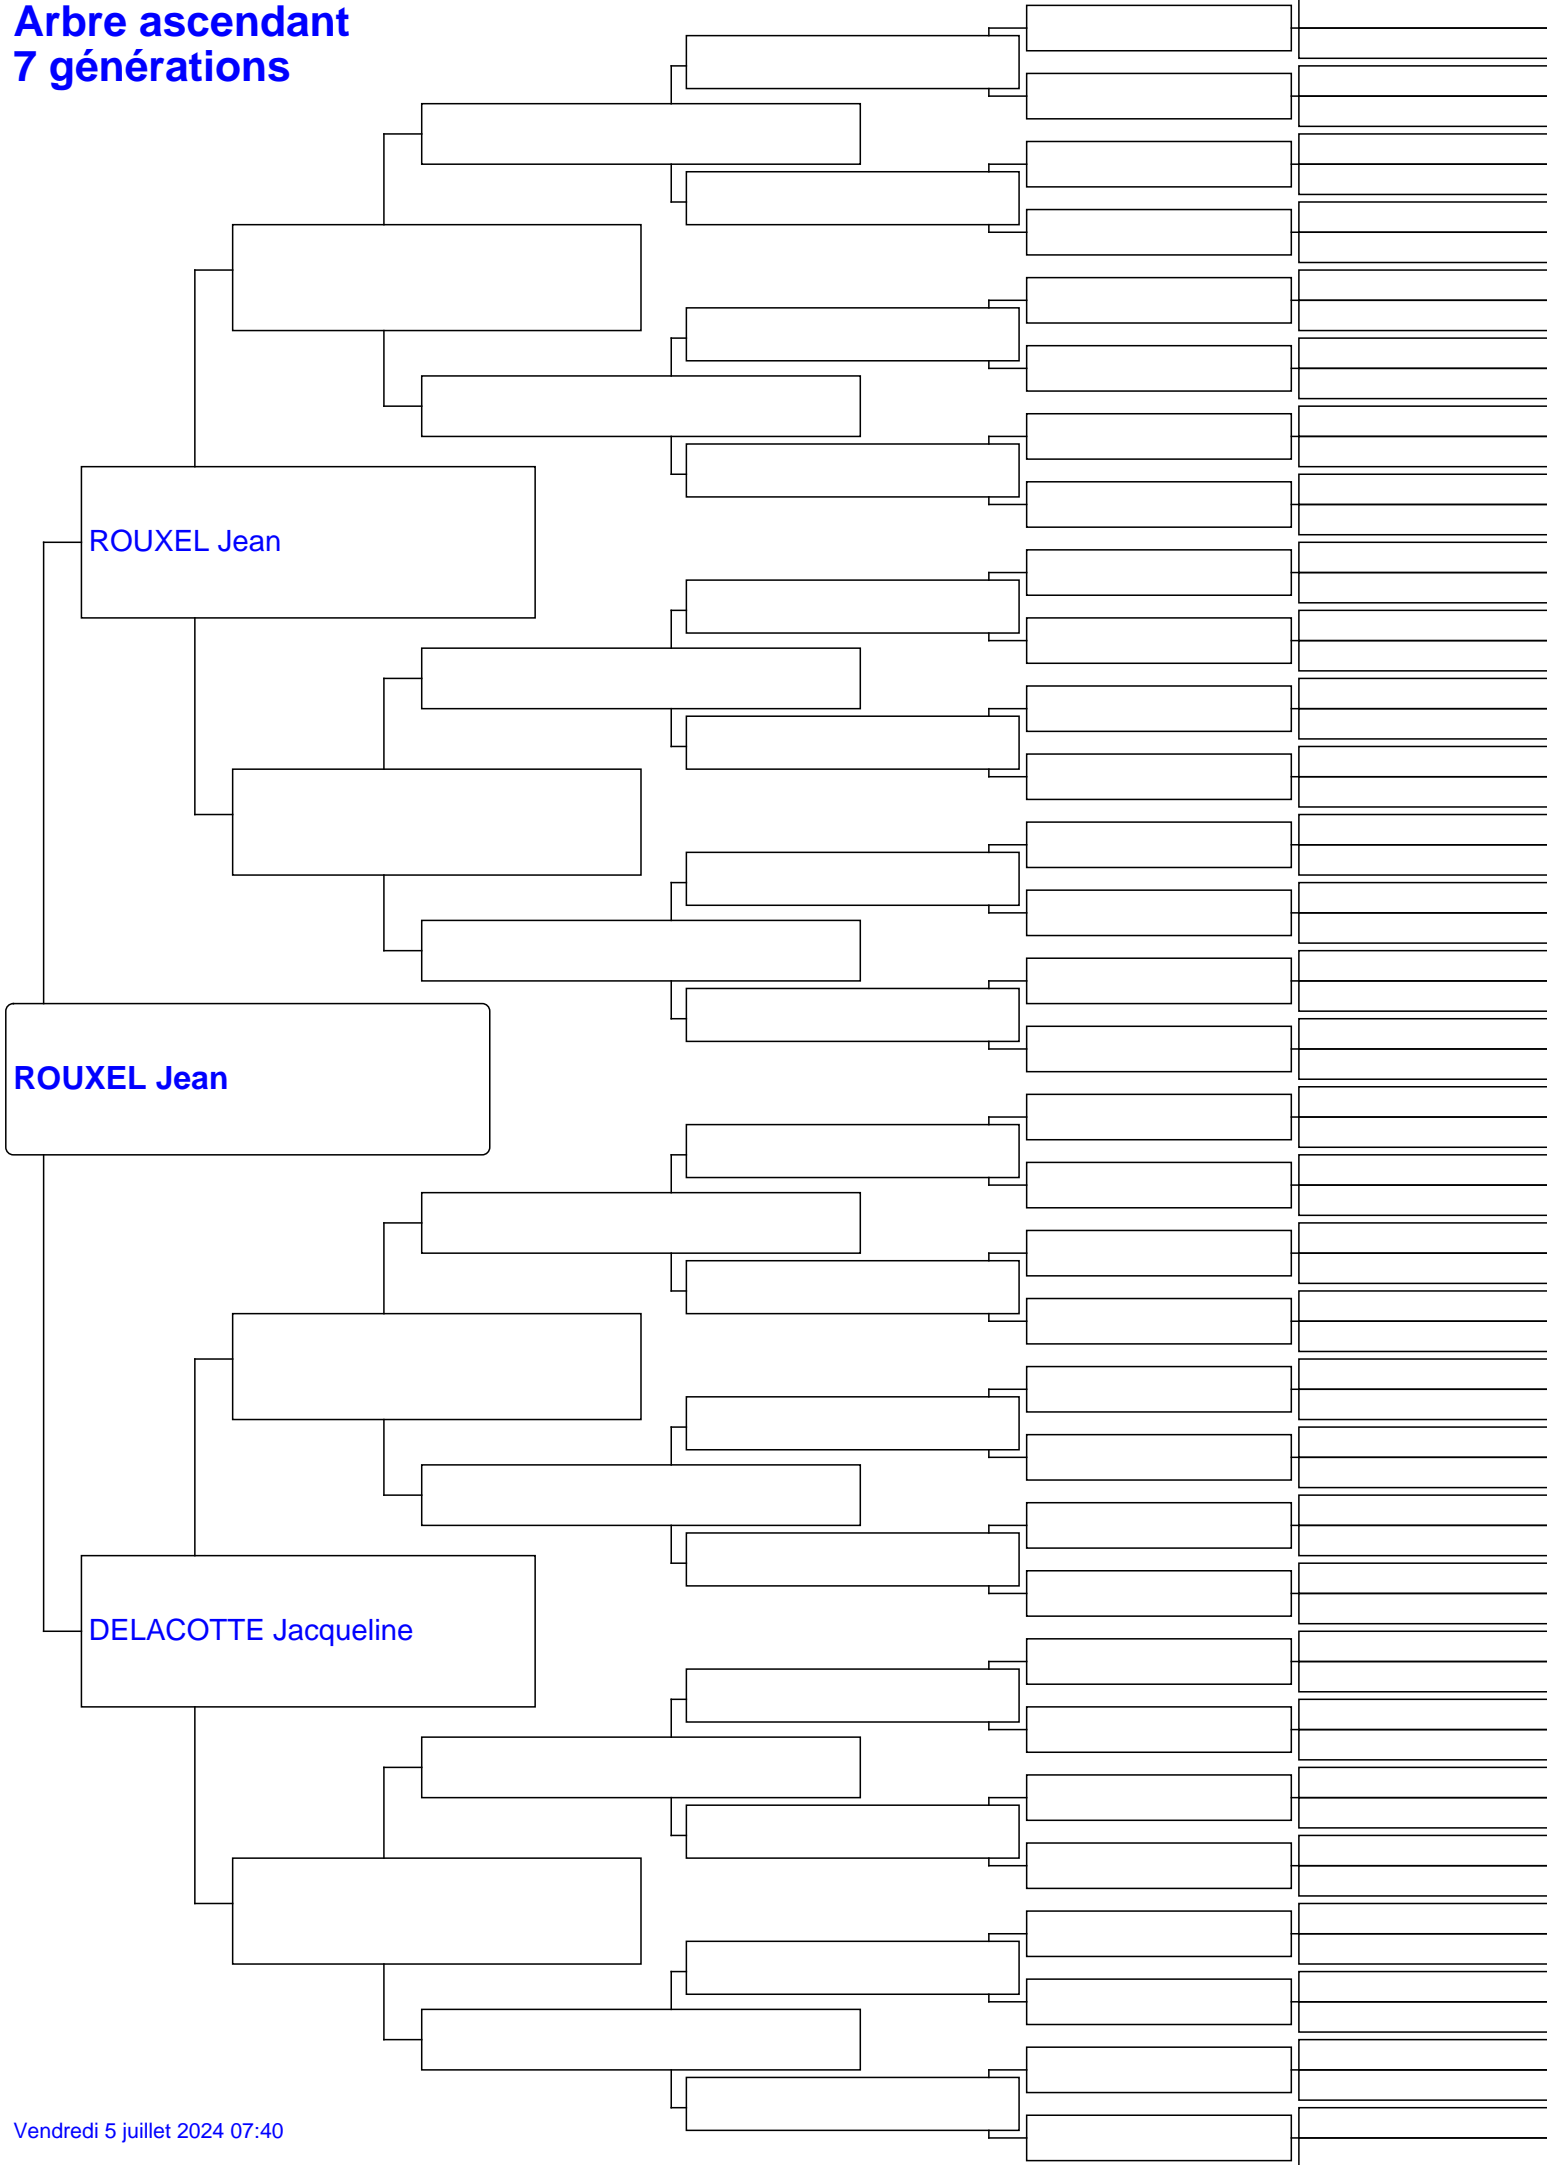 Arbre ascendant
7 générations
ROUXEL Jean
ROUXEL Jean
DELACOTTE Jacqueline
Vendredi 5 juillet 2024 07:40